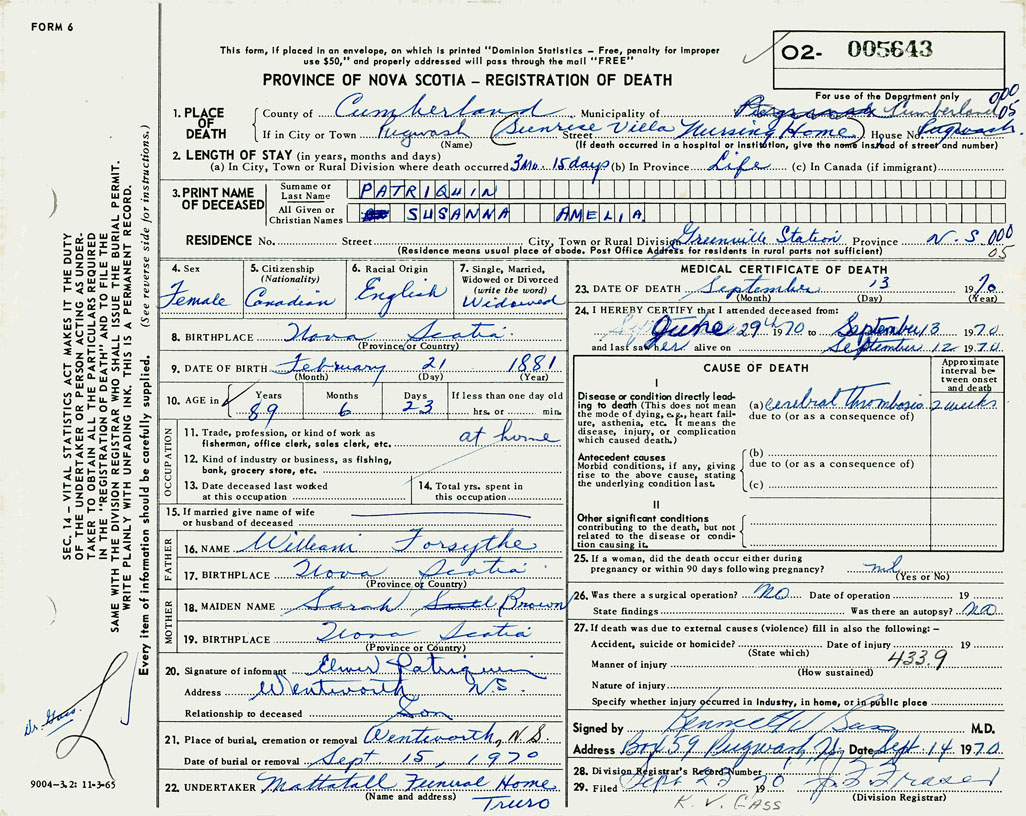 FORM 6
This form, if placed in an envelope, on which is printed "Dominion Statistics – Free, penalty for improper
use $50," and properly addressed will pass through the mail "FREE"
O2- 005643
PROVINCE OF NOVA SCOTIA – REGISTRATION OF DEATH
For use of the Department only
000
05
1. PLACE OF DEATH
County of Cumberland Municipality of Cumberland
If in City or Town Pugwash Street (Sunrise Villa Nursing Home) House No. Pugwash
(Name) (If death occurred in a hospital or institution, give the name instead of street and number)
2. LENGTH OF STAY (in years, months and days)
(a) In City, Town or Rural Division where death occurred 3 Mo. 15 days (b) In Province Life (c) In Canada (if immigrant)
3. PRINT NAME OF DECEASED
Surname or Last Name PATRIQUIN
All Given or Christian Names SUSANNA AMELIA
RESIDENCE No. Street City, Town or Rural Division Greenville Station Province N.S. 000
(Residence means usual place of abode. Post Office Address for residents in rural parts not sufficient) 05
4. Sex
Female
5. Citizenship
(Nationality)
Canadian
6. Racial Origin
English
7. Single, Married,
Widowed or Divorced
(write the word)
Widowed
8. BIRTHPLACE Nova Scotia
(Province or Country)
9. DATE OF BIRTH February 21 1881
(Month) (Day) (Year)
10. AGE in Years Months Days If less than one day old
89 6 23 hrs. or min.
OCCUPATION
11. Trade, profession, or kind of work as
fisherman, office clerk, sales clerk, etc. at home
12. Kind of industry or business, as fishing,
bank, grocery store, etc.
13. Date deceased last worked
at this occupation
14. Total yrs. spent in
this occupation
15. If married give name of wife
or husband of deceased
FATHER
16. NAME William Forsythe
17. BIRTHPLACE Nova Scotia
(Province or Country)
MOTHER
18. MAIDEN NAME Sarah Brown
19. BIRTHPLACE Nova Scotia
(Province or Country)
20. Signature of informant Elmer Patriquin
Address Wentworth N.S.
Relationship to deceased Son
21. Place of burial, cremation or removal Wentworth, N.S.
Date of burial or removal Sept 15, 1970
22. UNDERTAKER Mattatall Funeral Home
(Name and address) Truro
MEDICAL CERTIFICATE OF DEATH
23. DATE OF DEATH September 13 1970
(Month) (Day) (Year)
24. I HEREBY CERTIFY that I attended deceased from:
June 29th 1970 to September 13 1970
and last saw her alive on September 12 1970
CAUSE OF DEATH
Approximate
interval be-
tween onset
and death
I
Disease or condition directly lead-
ing to death (This does not mean
the mode of dying, e.g., heart fail-
ure, asthenia, etc. It means the
disease, injury, or complication
which caused death.)
(a) cerebral thrombosis 2 weeks
due to (or as a consequence of)
Antecedent causes
Morbid conditions, if any, giving
rise to the above cause, stating
the underlying condition last.
(b)
due to (or as a consequence of)
(c)
II
Other significant conditions
contributing to the death, but not
related to the disease or condi-
tion causing it.
25. If a woman, did the death occur either during
pregnancy or within 90 days following pregnancy?
(Yes or No)
26. Was there a surgical operation? NO Date of operation 19
State findings Was there an autopsy? NO
27. If death was due to external causes (violence) fill in also the following: –
Accident, suicide or homicide? Date of injury 19
(State which) 433.9
Manner of injury
(How sustained)
Nature of injury
Specify whether injury occurred in industry, in home, or in public place
Signed by Kenneth V Gass M.D.
Address Box 59 Pugwash, NS Date Sept 14 1970
28. Division Registrar's Record Number
29. Filed Sept 23 1970 Fraser
(Division Registrar)
K. V. GASS
SEC. 14 – VITAL STATISTICS ACT MAKES IT THE DUTY
OF THE UNDERTAKER OR PERSON ACTING AS UNDER-
TAKER TO OBTAIN ALL THE PARTICULARS REQUIRED
IN THE "REGISTRATION OF DEATH" AND TO FILE THE
SAME WITH THE DIVISION REGISTRAR WHO SHALL ISSUE THE BURIAL PERMIT.
WRITE PLAINLY WITH UNFADING INK. THIS IS A PERMANENT RECORD.
Every item of information should be carefully supplied. (See reverse side for instructions.)
Dr. Gass
9004-3.2: 11-3-65